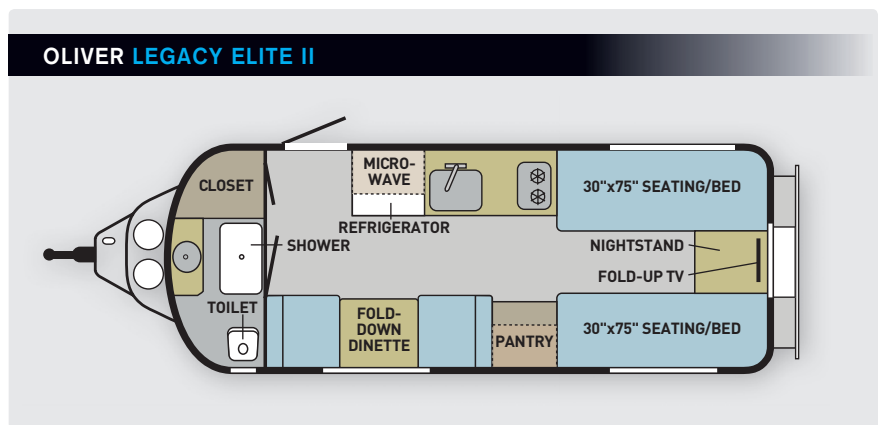 OLIVER LEGACY ELITE II
CLOSET
MICRO-
WAVE
30"x75" SEATING/BED
REFRIGERATOR
SHOWER
NIGHTSTAND
FOLD-UP TV
TOILET
FOLD-
DOWN
DINETTE
PANTRY
30"x75" SEATING/BED